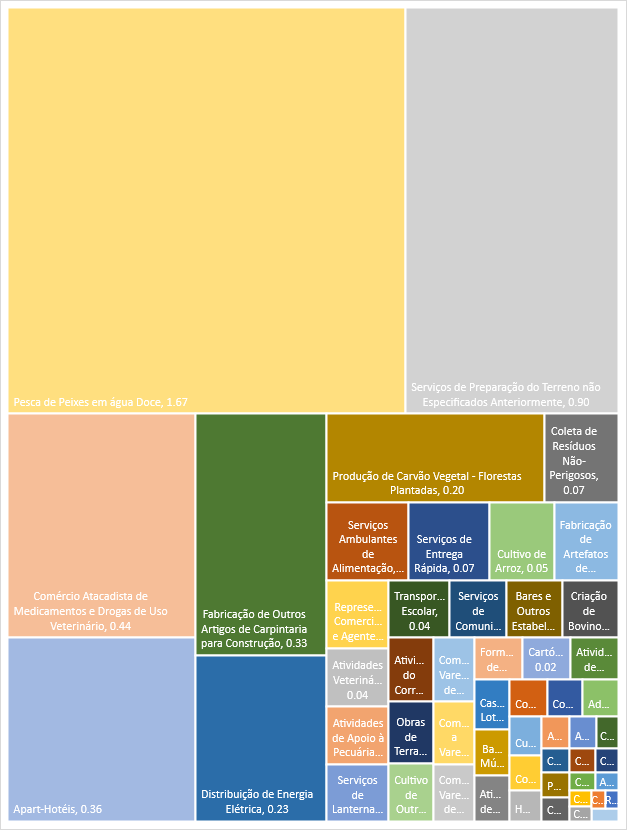 Pesca de Peixes em água Doce, 1.67
Serviços de Preparação do Terreno não
Especificados Anteriormente, 0.90
Comércio Atacadista de
Medicamentos e Drogas de Uso
Veterinário, 0.44
Apart-Hotéis, 0.36
Fabricação de Outros
Artigos de Carpintaria
para Construção, 0.33
Distribuição de Energia
Elétrica, 0.23
Produção de Carvão Vegetal - Florestas
Plantadas, 0.20
Coleta de
Resíduos
Não-
Perigosos,
0.07
Serviços
Ambulantes
de
Alimentação,...
Serviços de
Entrega
Rápida, 0.07
Cultivo de
Arroz, 0.05
Fabricação
de
Artefatos
de...
Represe...
Comerci...
e Agente...
Atividades
Veteriná...
0.04
Atividades
de Apoio à
Pecuária...
Serviços de
Lanterna...
Transpor...
Escolar,
0.04
Serviços
de
Comuni...
Bares e
Outros
Estabel...
Criação
de
Bovino...
Ativi...
do
Corr...
Obras
de
Terra...
Cultivo
de
Outr...
Com...
Vare...
de...
Com...
a
Vare...
Com...
Vare...
de...
Form...
de...
Cartó...
0.02
Ativid...
de...
Cas...
Lot...
Ba...
Mú...
Ati...
de...
Co...
Co...
Ad...
Cu...
Co...
H...
A...
A...
C...
C...
C...
C...
P...
C...
C...
A...
C...
C...
R...
C...